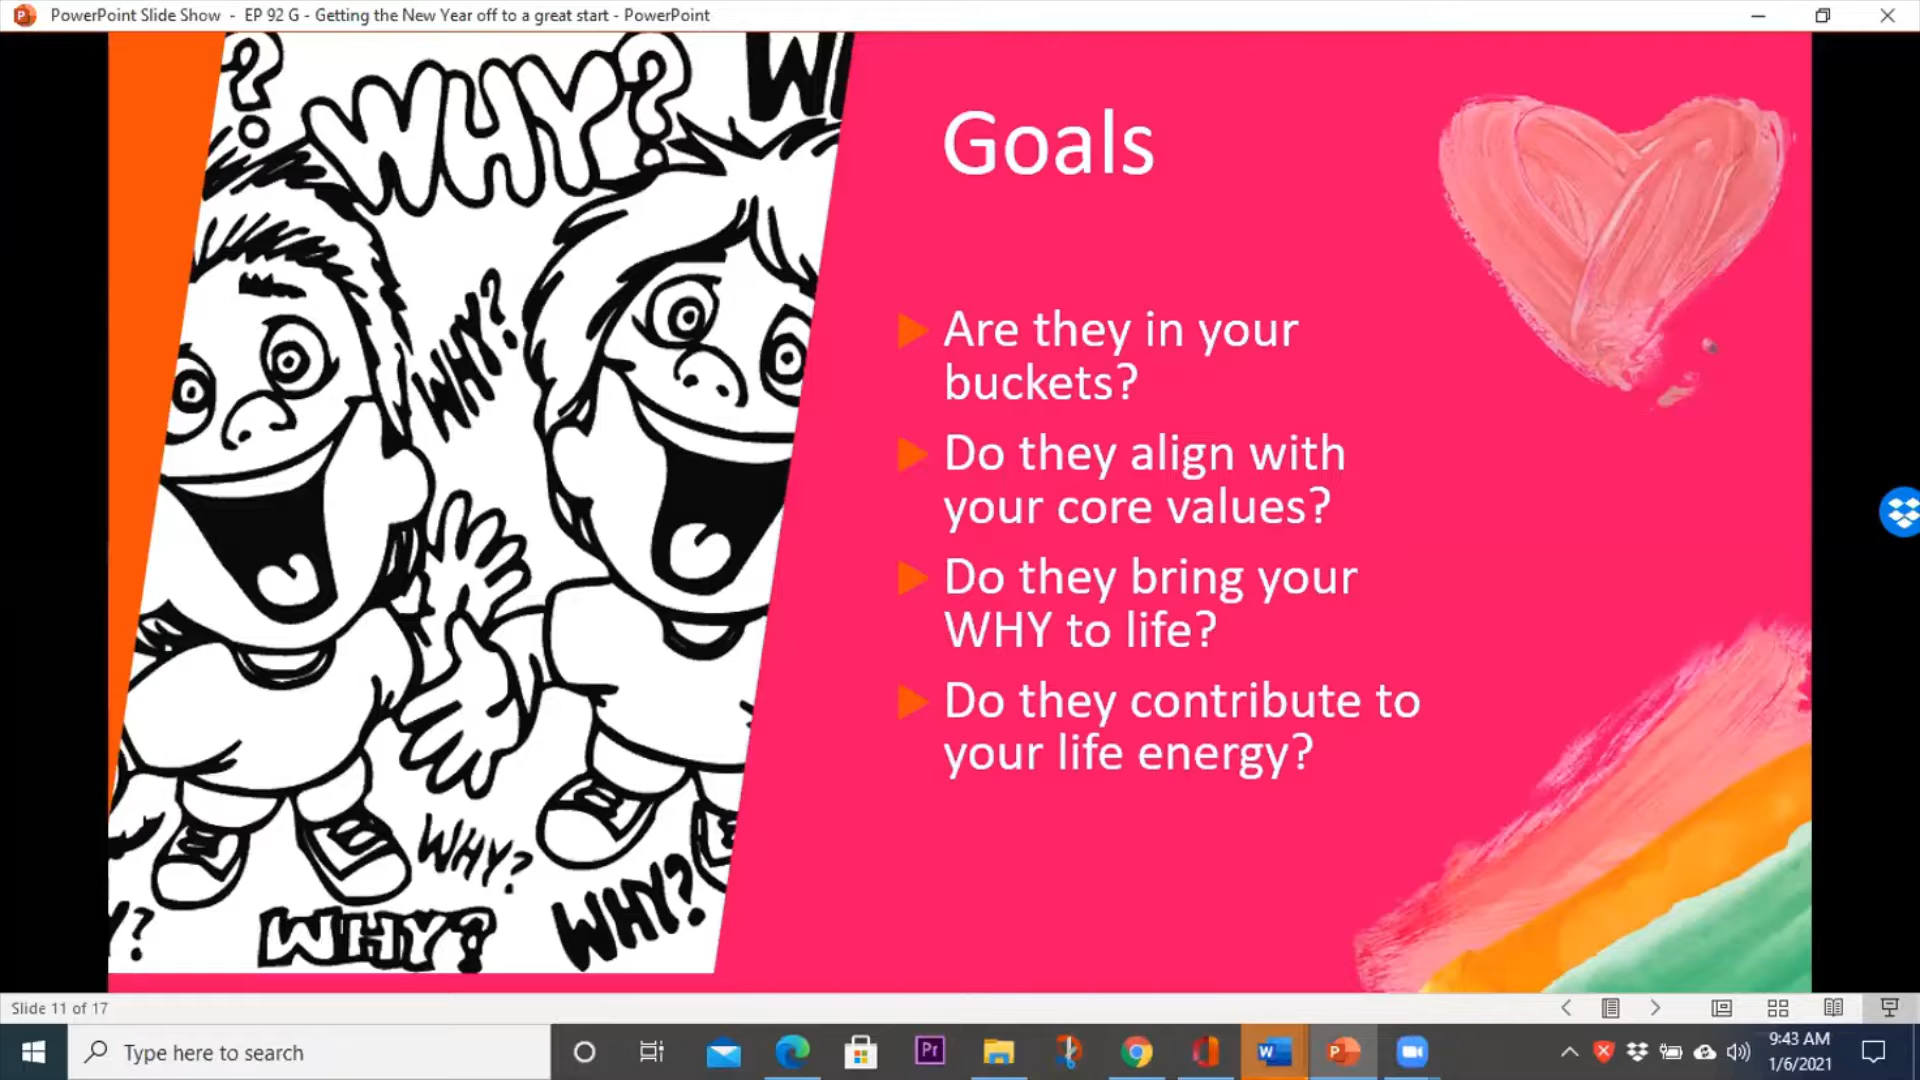 PowerPoint Slide Show - EP 92 G - Getting the New Year off to a great start - PowerPoint
?
WHY?
WH
WHY?
WHY?
WHY?
WHY?
Y?
Goals
Are they in your
buckets?
Do they align with
your core values?
Do they bring your
WHY to life?
Do they contribute to
your life energy?
Slide 11 of 17
Type here to search
Pr
W
P
9:43 AM
1/6/2021